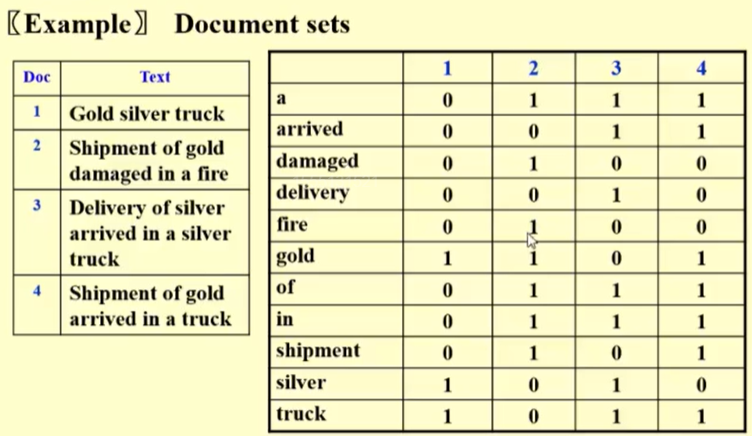 〖Example〗 Document sets
Doc Text
1 Gold silver truck
2 Shipment of gold
damaged in a fire
3 Delivery of silver
arrived in a silver
truck
4 Shipment of gold
arrived in a truck
1 2 3 4
a 0 1 1 1
arrived 0 0 1 1
damaged 0 1 0 0
delivery 0 0 1 0
fire 0 1 0 0
gold 1 1 0 1
of 0 1 1 1
in 0 1 1 1
shipment 0 1 0 1
silver 1 0 1 0
truck 1 0 1 1